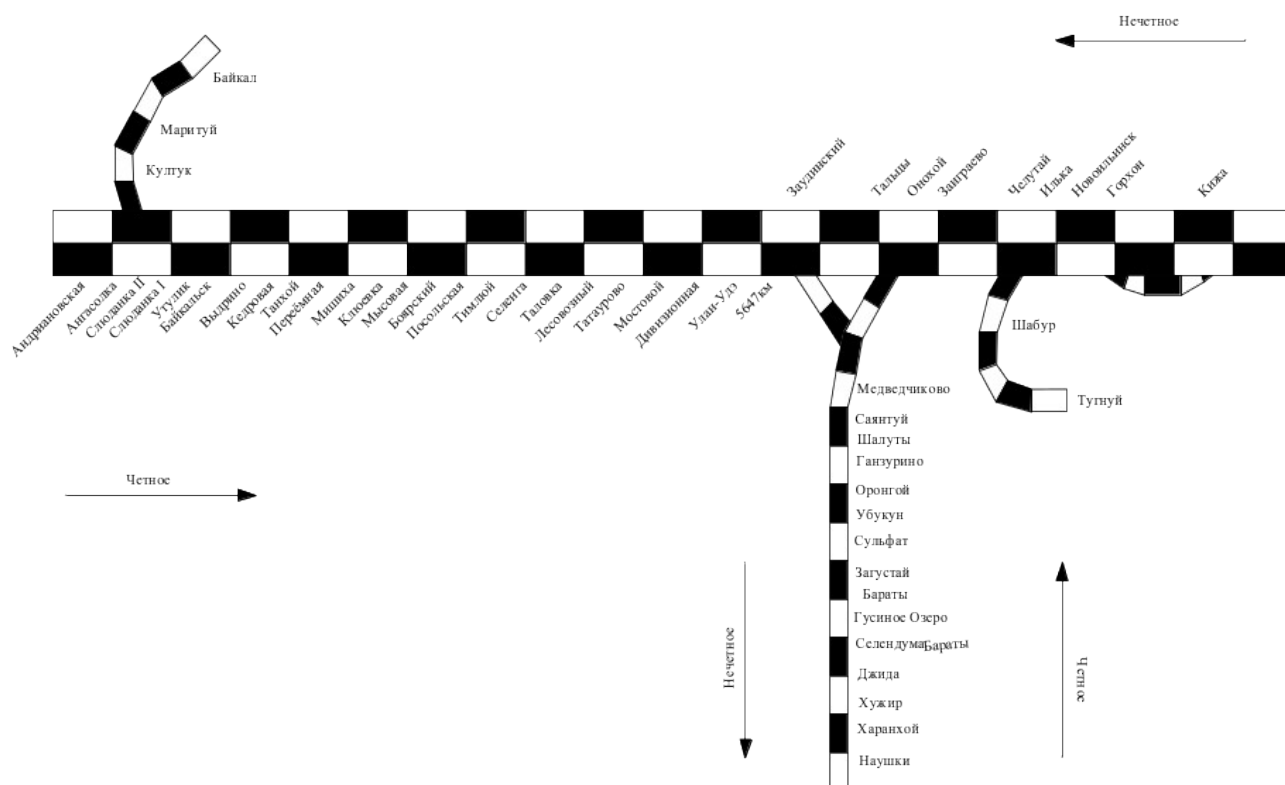 Нечетное
Байкал
Маритуй
Култук
Заудинский
Тальцы
Онохой
Заиграево
Челутай
Илька
Новоильинск
Горхон
Кижа
Андриановская
Ангасолка
Слюдянка II
Слюдянка I
Утулик
Байкальск
Выдрино
Кедровая
Танхой
Переёмная
Мишиха
Клюевка
Мысовая
Боярский
Посольская
Тимлюй
Селенга
Таловка
Лесовозный
Татаурово
Мостовой
Дивизионная
Улан-Удэ
5647км
Шабур
Тугнуй
Медведчиково
Саянтуй
Шалуты
Ганзурино
Оронгой
Убукун
Сульфат
Загустай
Бараты
Гусиное Озеро
Селендума Бараты
Джида
Хужир
Харанхой
Наушки
Четное
Нечетное
Четное